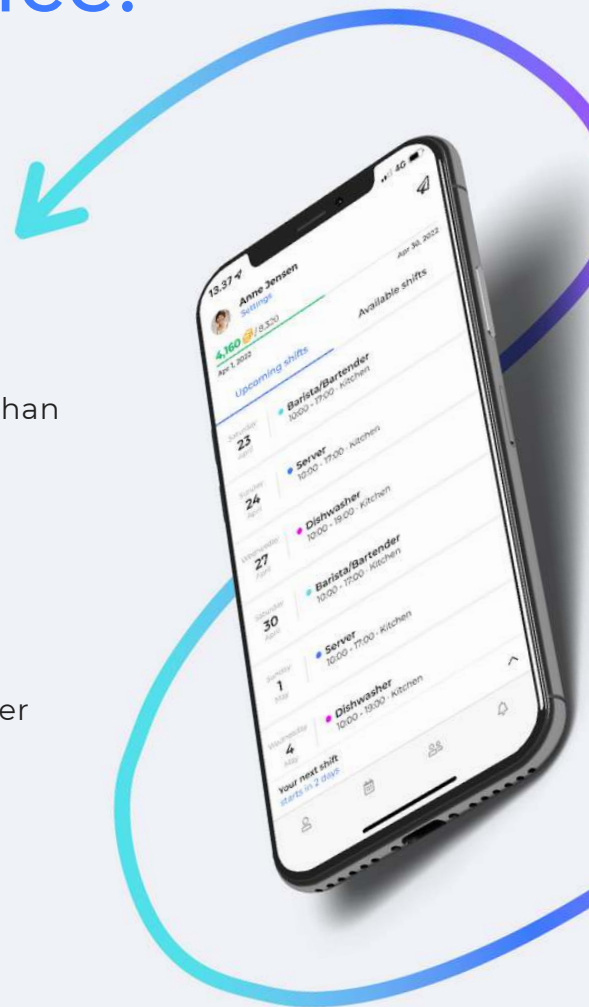 han
er
13.37
4G
Anne Jensen
Settings
4,160 / 8,320
Apr 1, 2022
Apr 30, 2022
Upcoming shifts
Available shifts
Saturday
23
April
Barista/Bartender
10:00 - 17:00 · Kitchen
Sunday
24
April
Server
10:00 - 17:00 · Kitchen
Wednesday
27
April
Dishwasher
10:00 - 19:00 · Kitchen
Saturday
30
April
Barista/Bartender
10:00 - 17:00 · Kitchen
Sunday
1
May
Server
10:00 - 17:00 · Kitchen
Wednesday
4
May
Dishwasher
10:00 - 19:00 · Kitchen
Your next shift
starts in 2 days